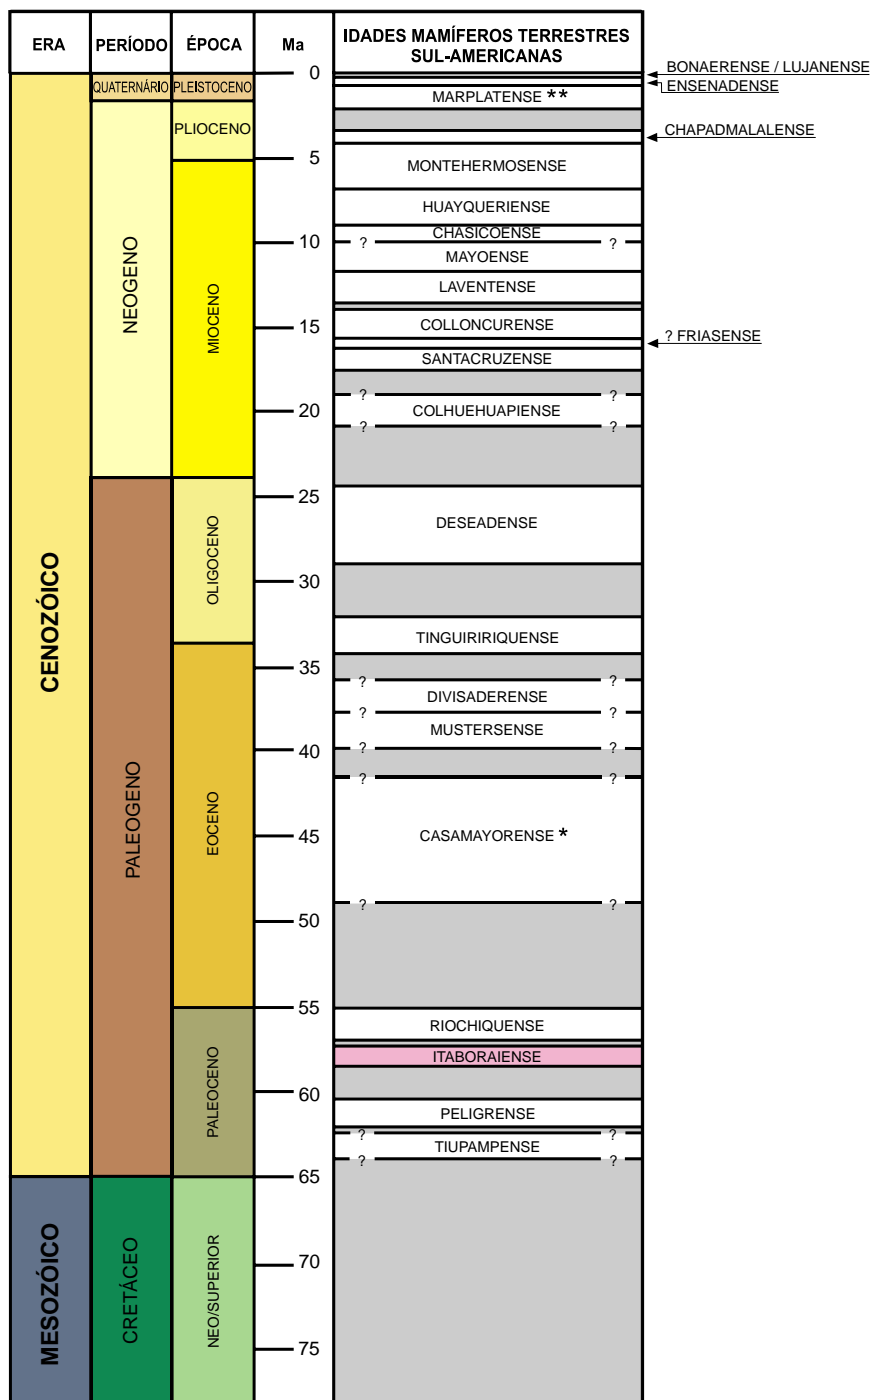 ERA
PERÍODO
ÉPOCA
Ma
IDADES MAMÍFEROS TERRESTRES
SUL-AMERICANAS
CENOZÓICO
MESOZÓICO
QUATERNÁRIO
NEOGENO
PALEOGENO
CRETÁCEO
PLEISTOCENO
PLIOCENO
MIOCENO
OLIGOCENO
EOCENO
PALEOCENO
NEO/SUPERIOR
0
5
10
15
20
25
30
35
40
45
50
55
60
65
70
75
MARPLATENSE **
MONTEHERMOSENSE
HUAYQUERIENSE
CHASICOENSE
? ?
MAYOENSE
LAVENTENSE
COLLONCURENSE
SANTACRUZENSE
? ?
COLHUEHUAPIENSE
? ?
DESEADENSE
TINGUIRIRIQUENSE
? ?
DIVISADERENSE
? ?
MUSTERSENSE
? ?
? ?
CASAMAYORENSE *
? ?
RIOCHIQUENSE
ITABORAIENSE
PELIGRENSE
? ?
TIUPAMPENSE
? ?
BONAERENSE / LUJANENSE
ENSENADENSE
CHAPADMALALENSE
? FRIASENSE